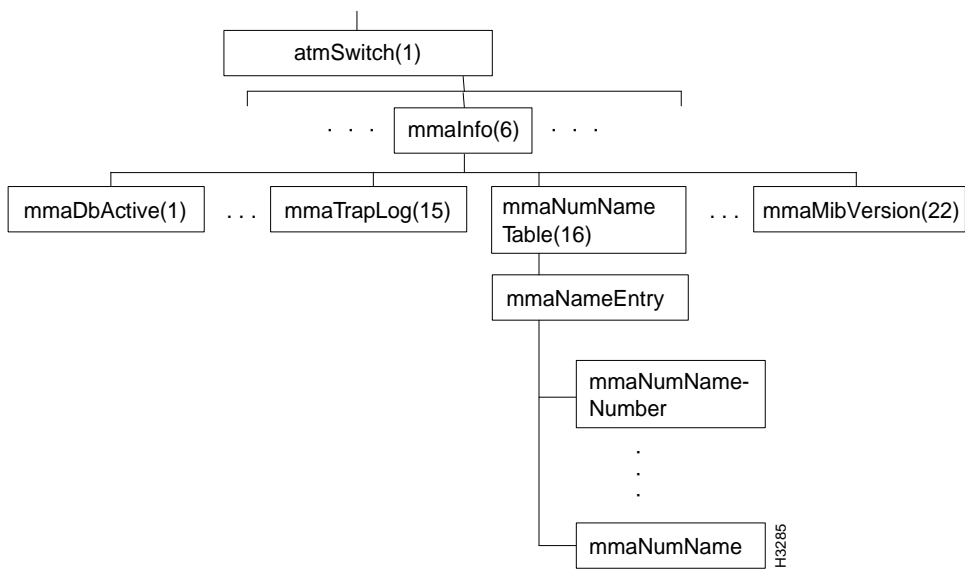 atmSwitch(1)
. . . mmaInfo(6) . . .
mmaDbActive(1) . . . mmaTrapLog(15) mmaNumName . . . mmaMibVersion(22)
Table(16)
mmaNameEntry
mmaNumName-
Number
.
.
.
mmaNumName
H3285